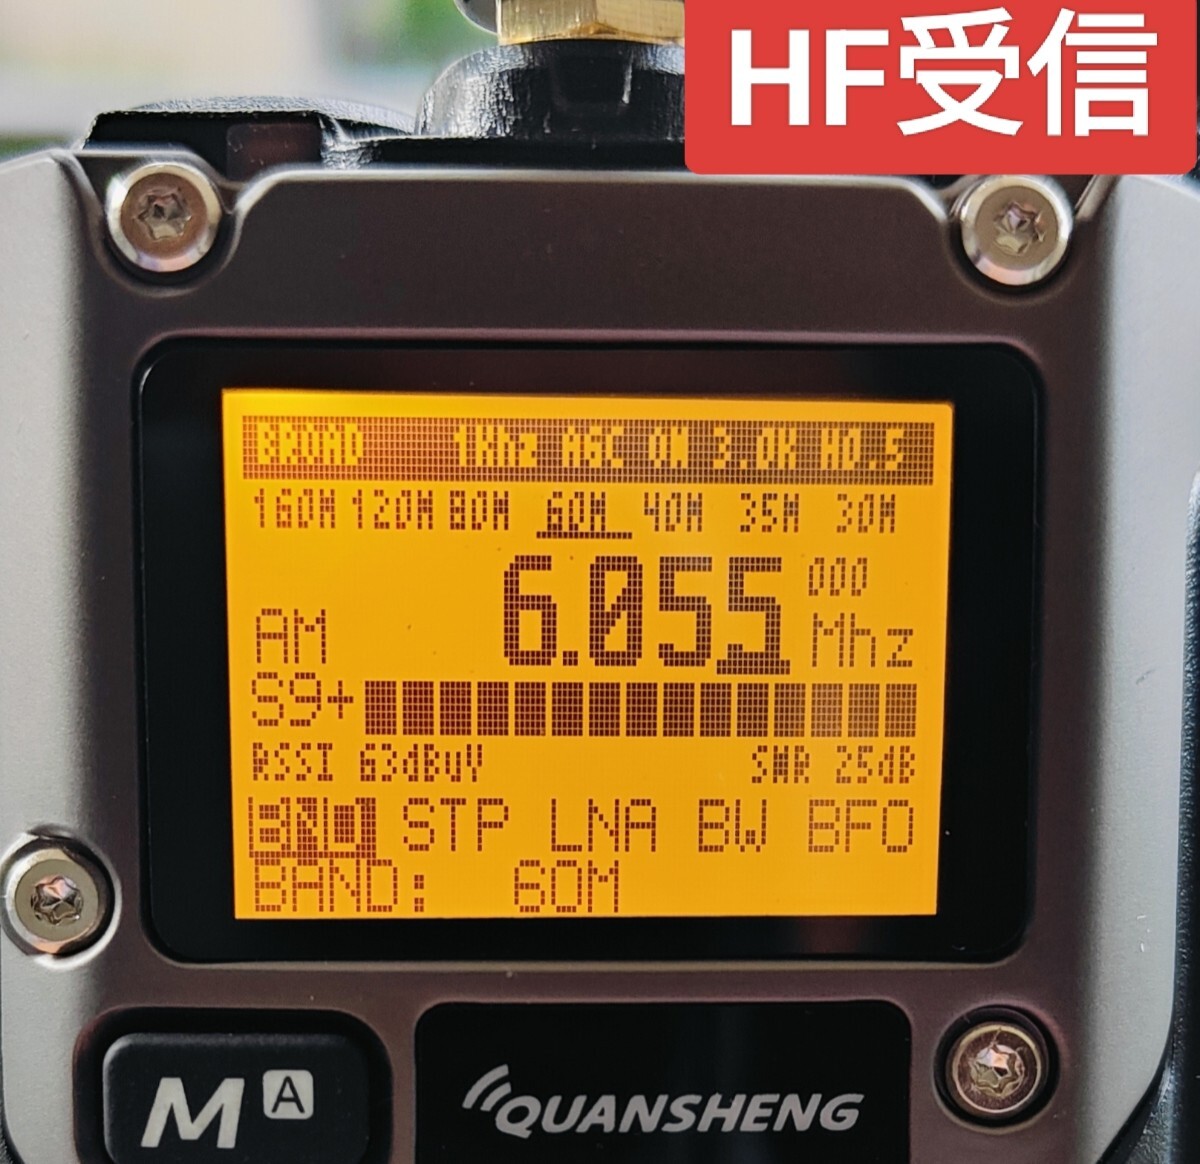 HF受信
BROAD 1Khz AGC ON 3.0K H0.5
160M 120M 80M 60M 40M 35M 30M
6.055 000
AM Mhz
S9+
RSSI 63dBuV SNR 25dB
BND STP LNA BW BFO
BAND: 60M
M A QUANSHENG